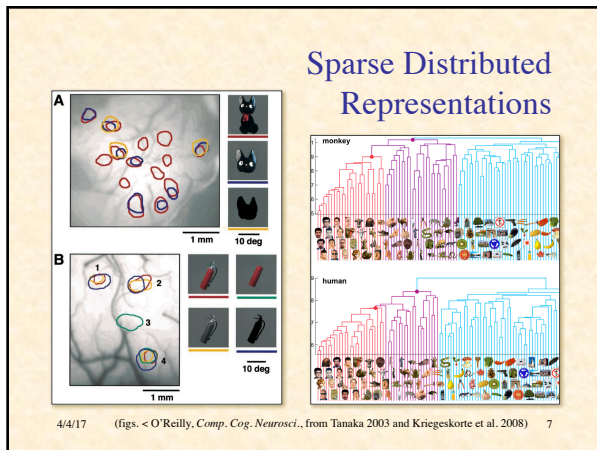 Sparse Distributed
Representations
A
1 mm
10 deg
B
1
2
3
4
1 mm
10 deg
monkey
human
4/4/17
(figs. < O'Reilly, Comp. Cog. Neurosci., from Tanaka 2003 and Kriegeskorte et al. 2008)
7